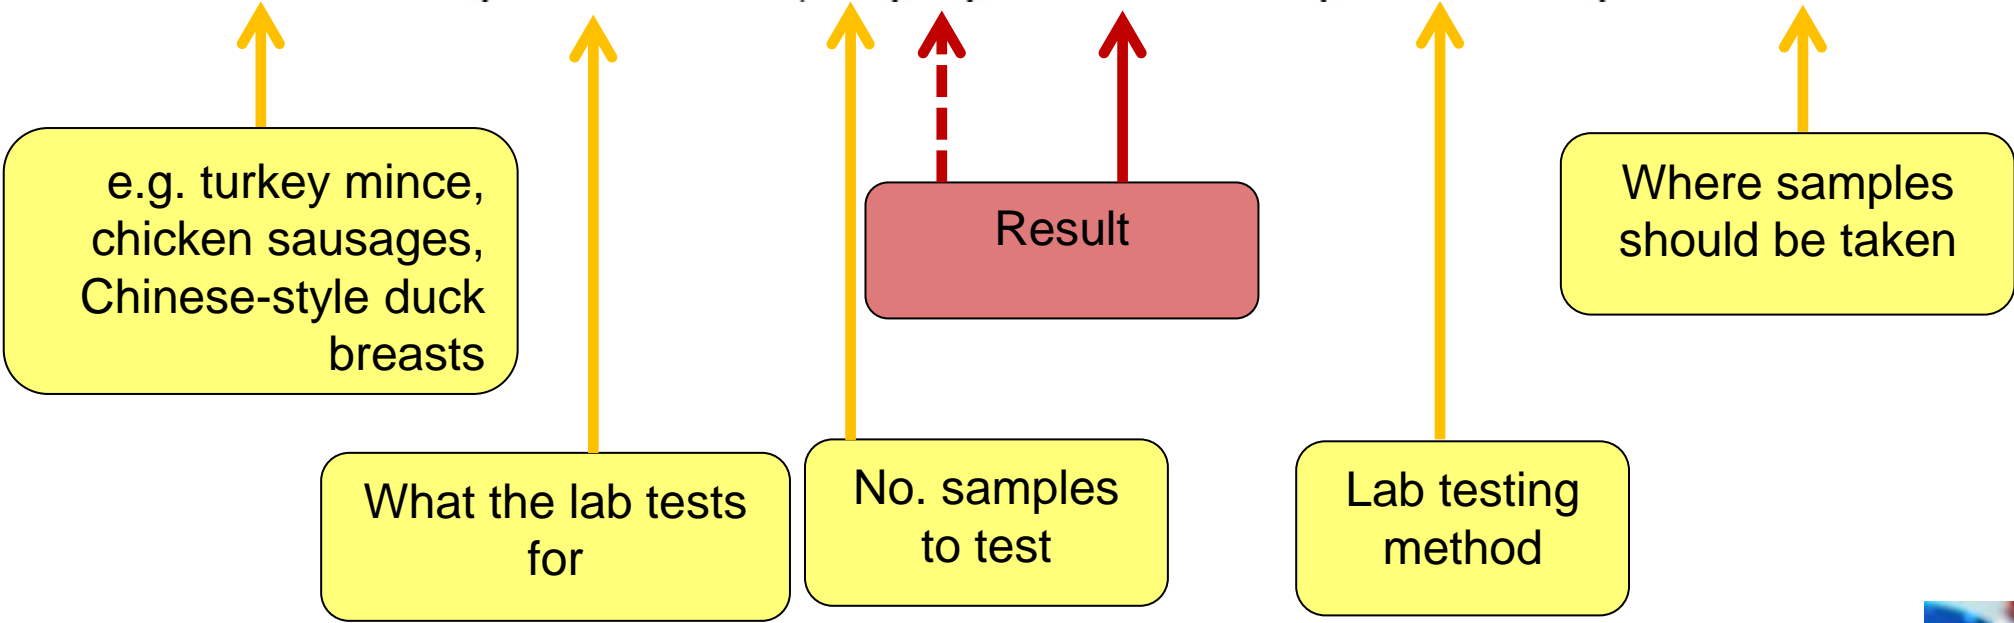 e.g. turkey mince,
chicken sausages,
Chinese-style duck
breasts
Result
Where samples
should be taken
What the lab tests
for
No. samples
to test
Lab testing
method